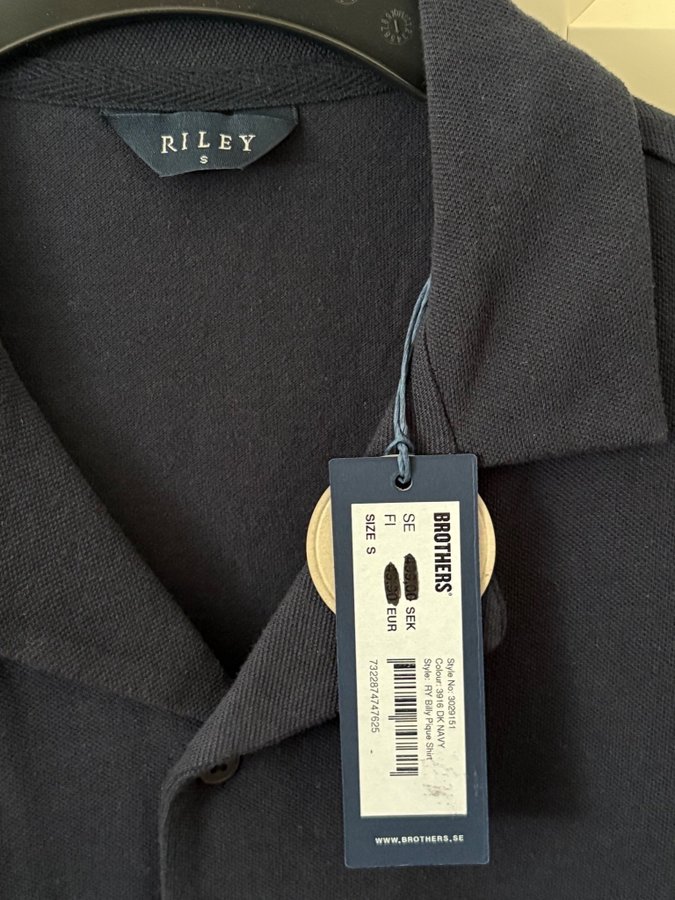 RILEY
S
BROTHERS®
SE SEK
FI EUR
SIZE S
Style No: 3029151
Colour: 3916 DK NAVY
Style: RY Billy Pique Shirt
7322874747625
WWW.BROTHERS.SE